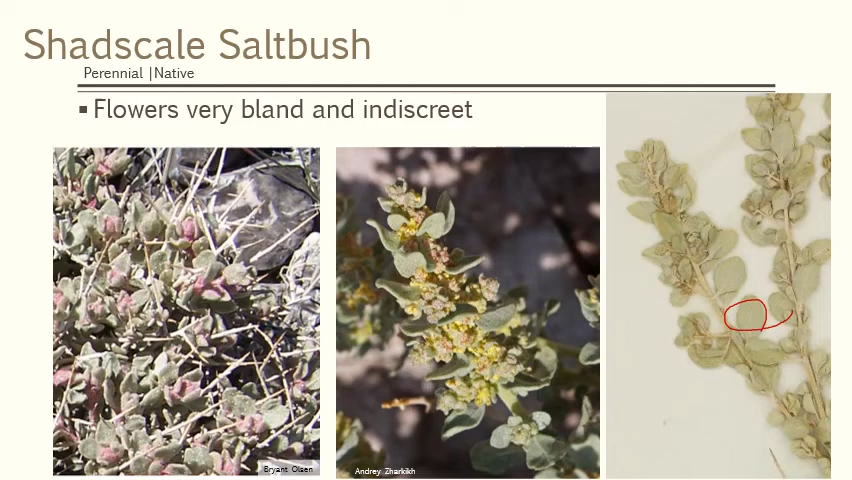 Shadscale Saltbush
Perennial |Native
▪ Flowers very bland and indiscreet
Bryant Olsen
Andrey Zharkikh